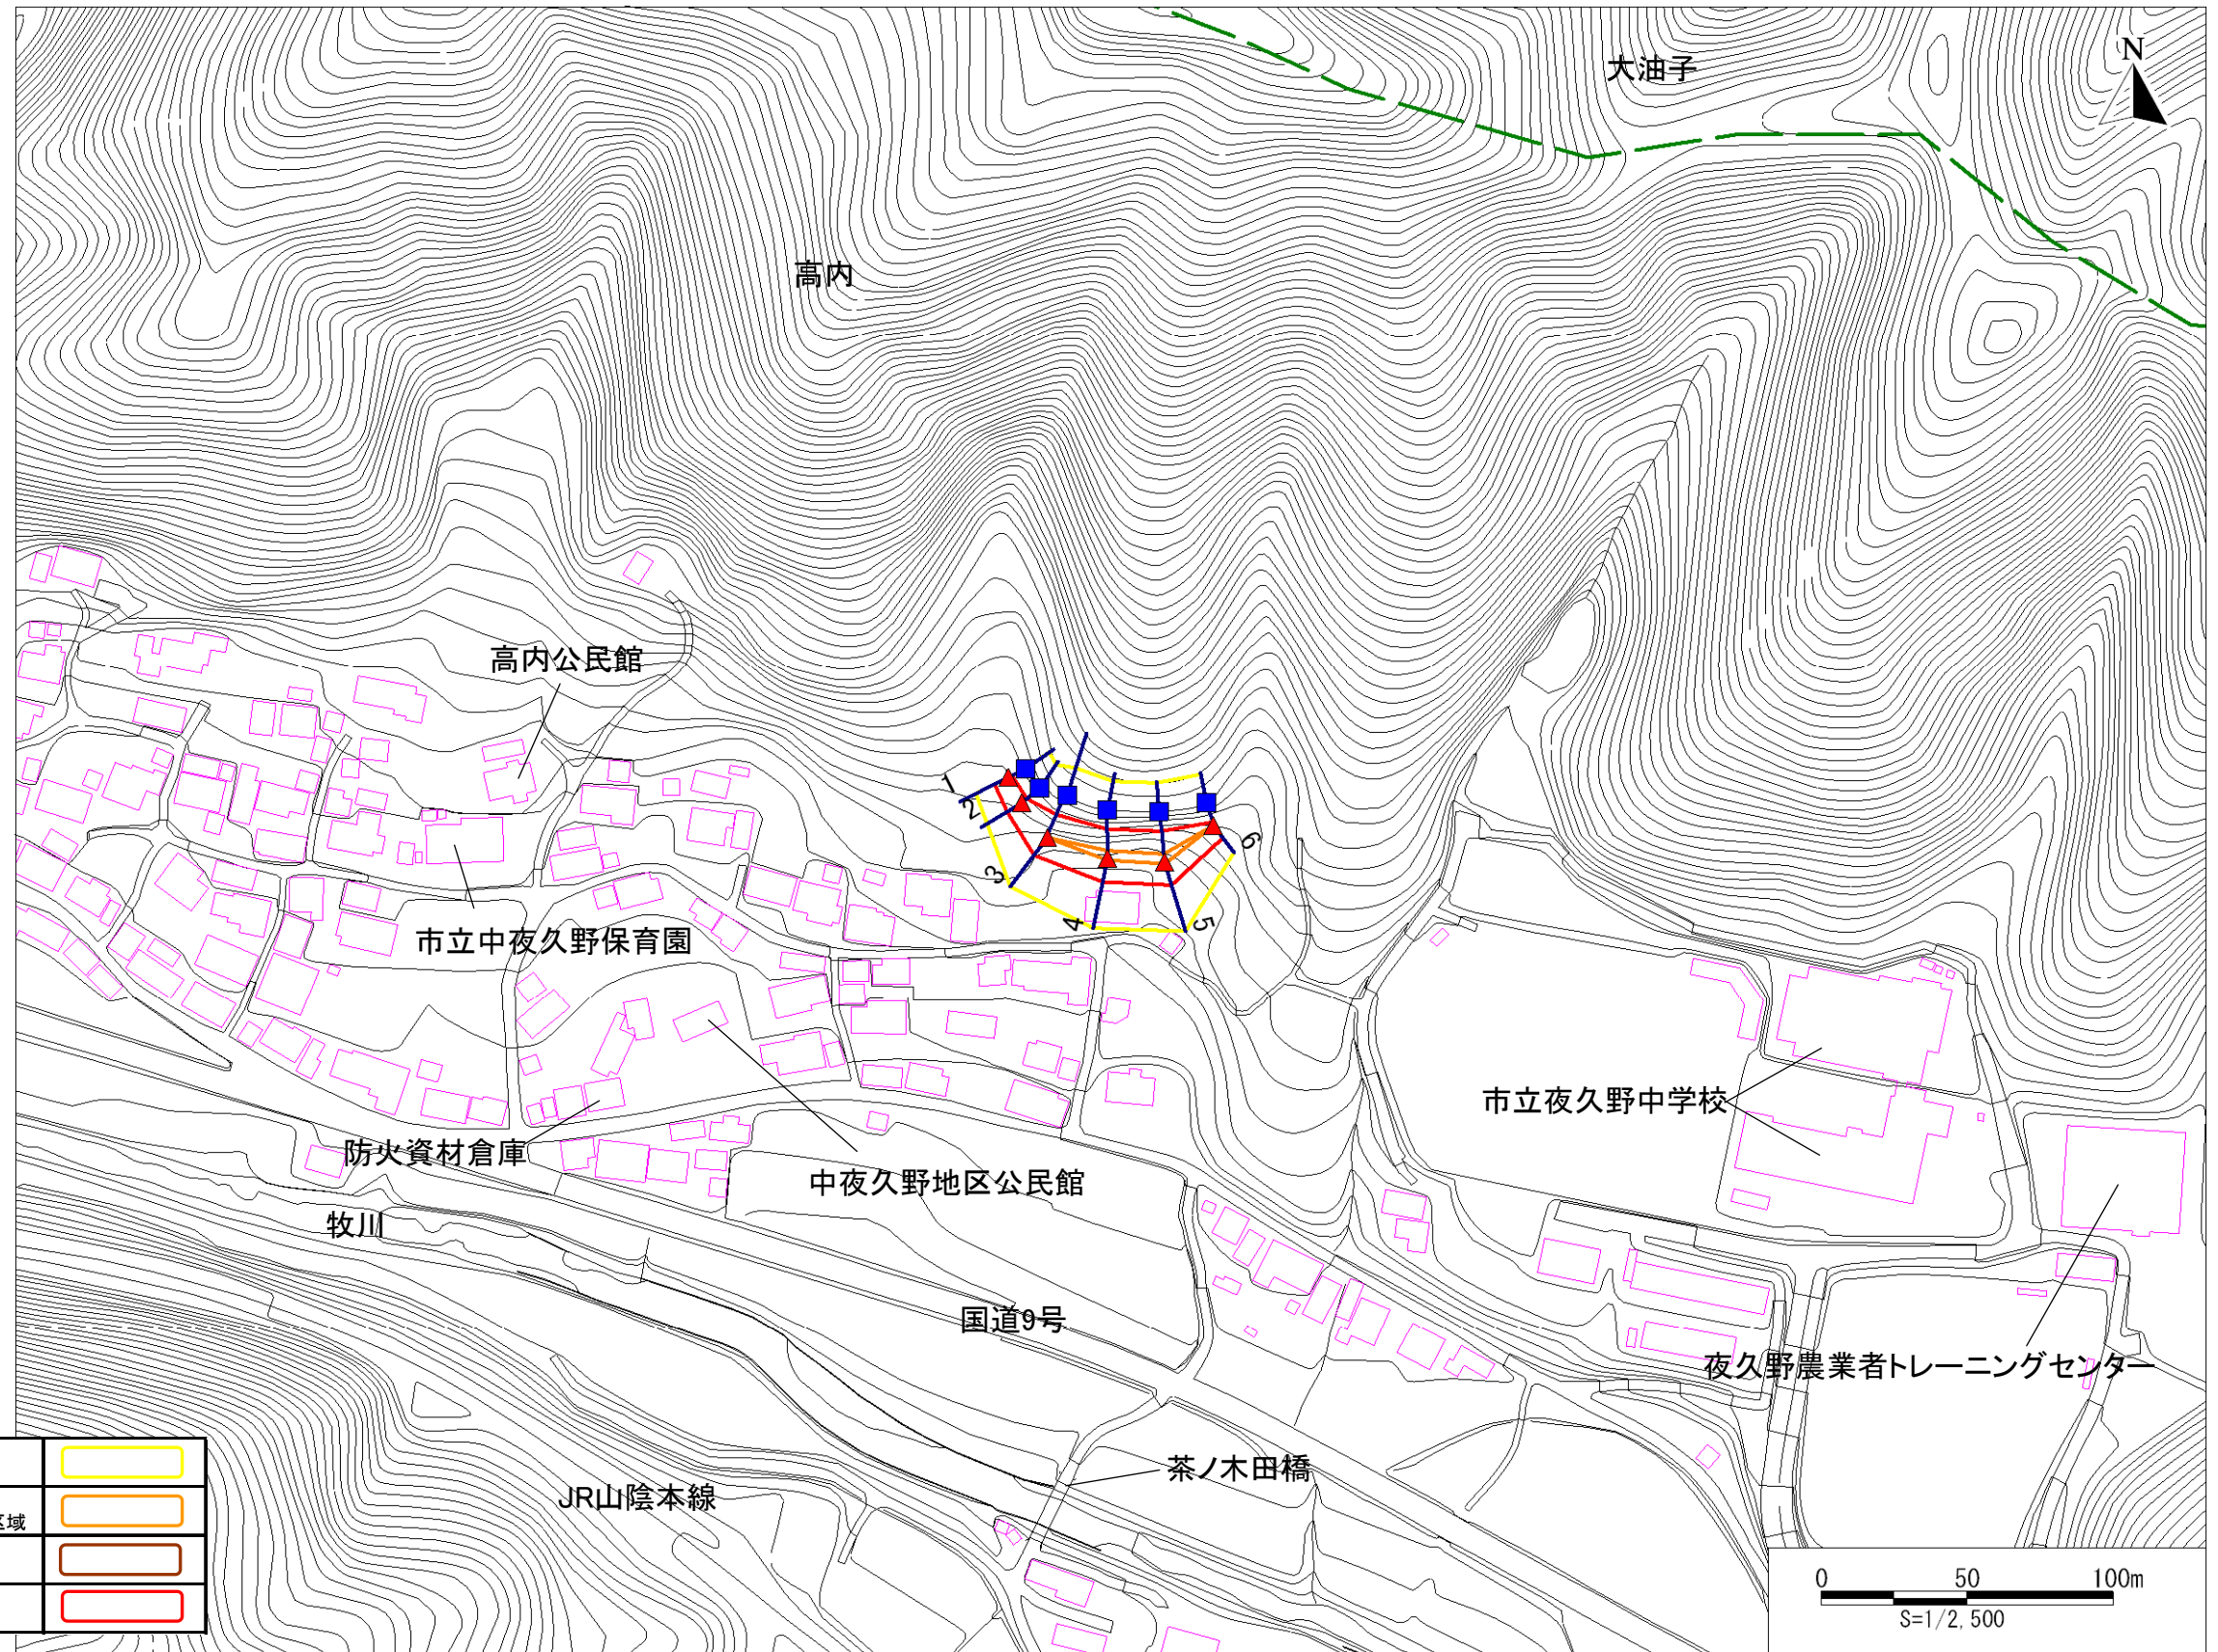 大油子
N
高内
高内公民館
1
2
3
4
5
6
市立中夜久野保育園
市立夜久野中学校
防火資材倉庫
中夜久野地区公民館
牧川
国道9号
夜久野農業者トレーニングセンター
茶ノ木田橋
JR山陰本線
区域
0 50 100m
S=1/2,500